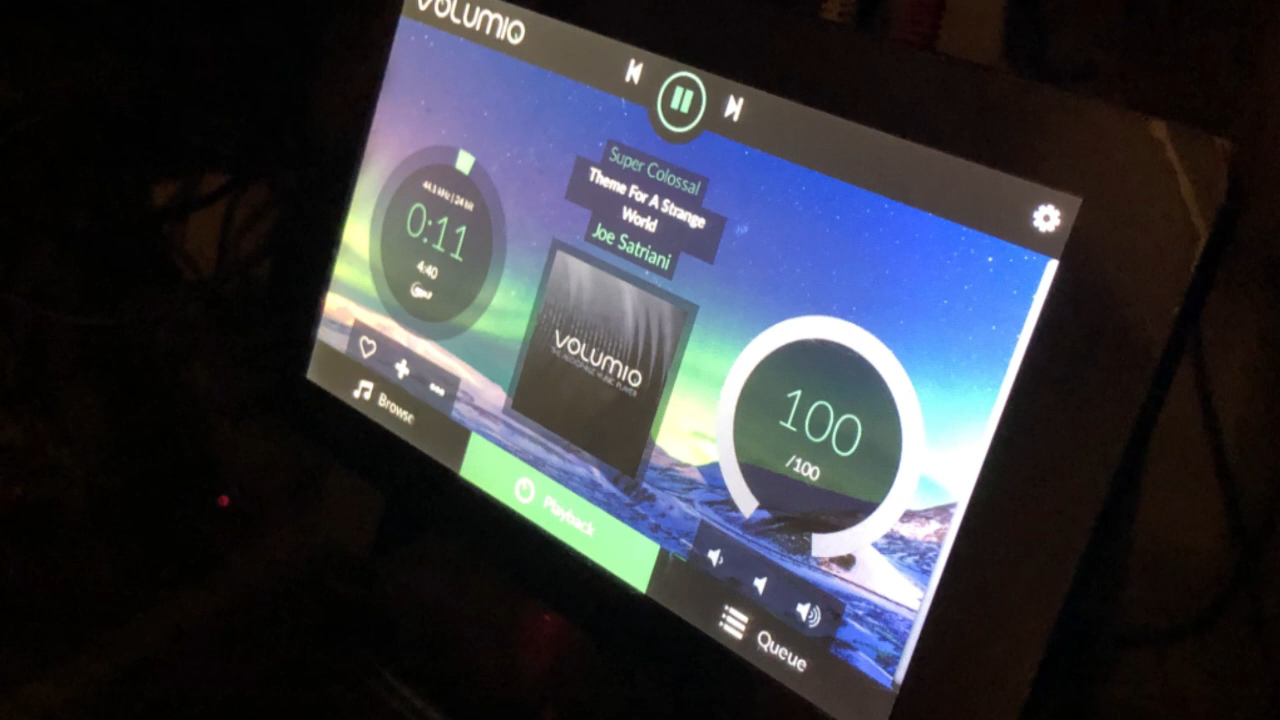 VOLUMIO
Super Colossal
Theme For A Strange
World
Joe Satriani
44.1 kHz | 24 bit
0:11
4:40
VOLUMIO
THE AUDIOPHILE MUSIC PLAYER
100
/100
Browse
Playback
Queue